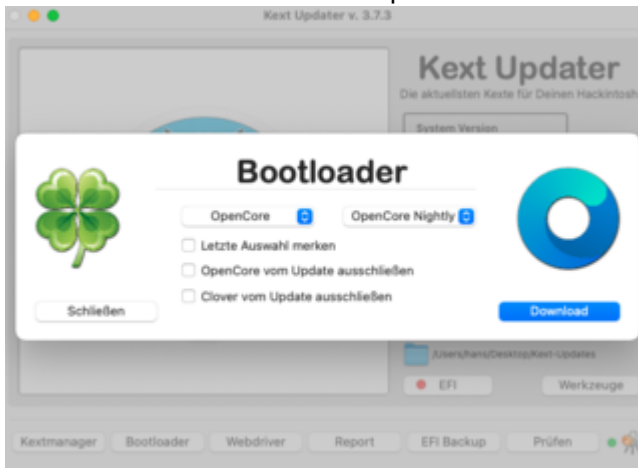 Kext Updater v. 3.7.3
Kext Updater
Die aktuellsten Kexte für Deinen Hackintosh
System Version
Bootloader
OpenCore
OpenCore Nightly
Letzte Auswahl merken
OpenCore vom Update ausschließen
Clover vom Update ausschließen
Schließen
Download
/Users/hans/Desktop/Kext-Updates
EFI
Werkzeuge
Kextmanager
Bootloader
Webdriver
Report
EFI Backup
Prüfen